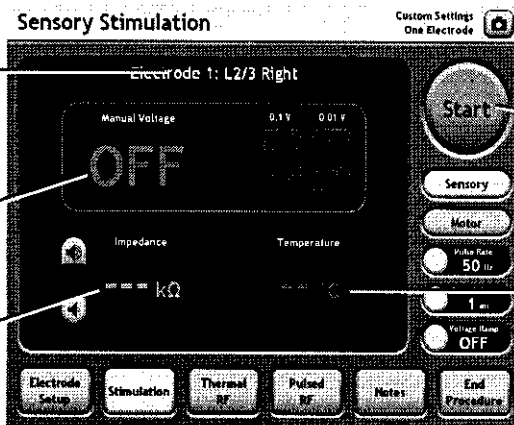 Sensory Stimulation
Custom Settings
One Electrode
Electrode 1: L2/3 Right
Start
Manual Voltage
0.1 V
0.01 V
OFF
Sensory
Motor
Impedance
Temperature
Pulse Rate
50 Hz
--- kΩ
---°C
1 ms
Voltage Ramp
OFF
Electrode Setup
Stimulation
Thermal RF
Pulsed RF
Notes
End Procedure